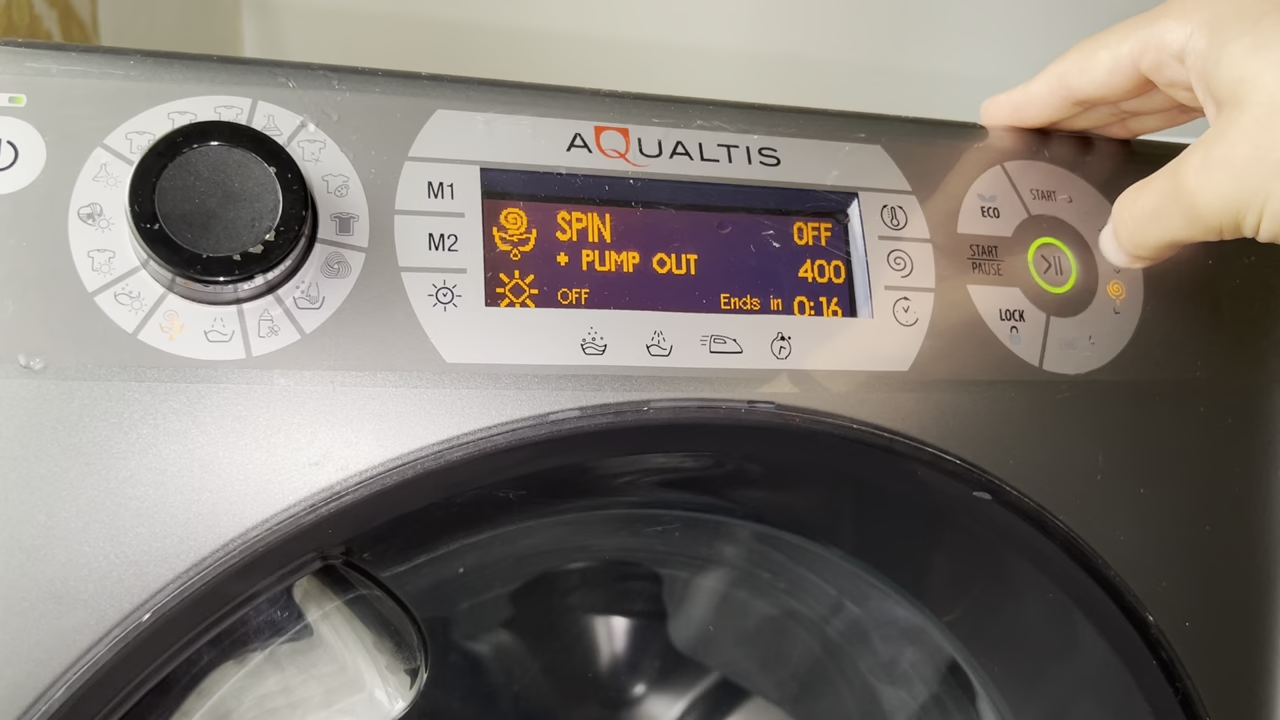 AQUALTIS
M1
M2
SPIN
+ PUMP OUT
OFF
OFF
400
Ends in 0:16
ECO
START
START
PAUSE
LOCK